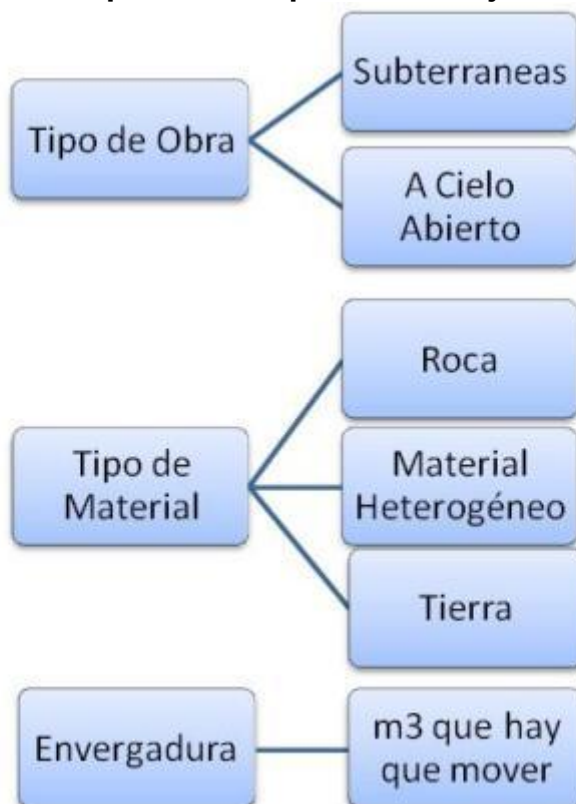 Tipo de Obra
Subterraneas
A Cielo
Abierto
Tipo de
Material
Roca
Material
Heterogéneo
Tierra
Envergadura
m3 que hay
que mover